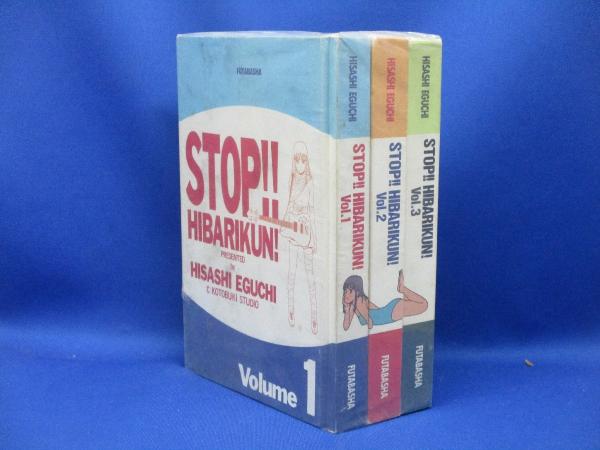 FUTABASHA
STOP!!
HIBARIKUN!
PRESENTED
by
HISASHI EGUCHI
C KOTOBUKI STUDIO
Volume 1
HISASHI EGUCHI
STOP!! HIBARIKUN!
Vol.1
FUTABASHA
HISASHI EGUCHI
STOP!! HIBARIKUN!
Vol.2
FUTABASHA
HISASHI EGUCHI
STOP!! HIBARIKUN!
Vol.3
FUTABASHA